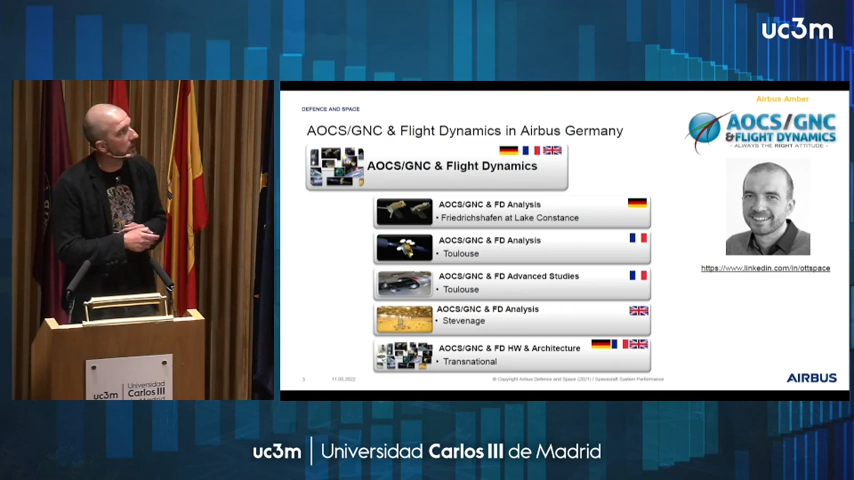 uc3m
Airbus Amber
DEFENCE AND SPACE
AOCS/GNC & Flight Dynamics in Airbus Germany
AOCS/GNC
& FLIGHT DYNAMICS
- ALWAYS THE RIGHT ATTITUDE -
AOCS/GNC & Flight Dynamics
AOCS/GNC & FD Analysis
• Friedrichshafen at Lake Constance
AOCS/GNC & FD Analysis
• Toulouse
AOCS/GNC & FD Advanced Studies
• Toulouse
AOCS/GNC & FD Analysis
• Stevenage
AOCS/GNC & FD HW & Architecture
• Transnational
https://www.linkedin.com/in/ottspace
3
© Copyright Airbus Defence and Space (2021) / Spacecraft System Performance
AIRBUS
uc3m
Universidad
Carlos III
de Madrid
uc3m | Universidad Carlos III de Madrid